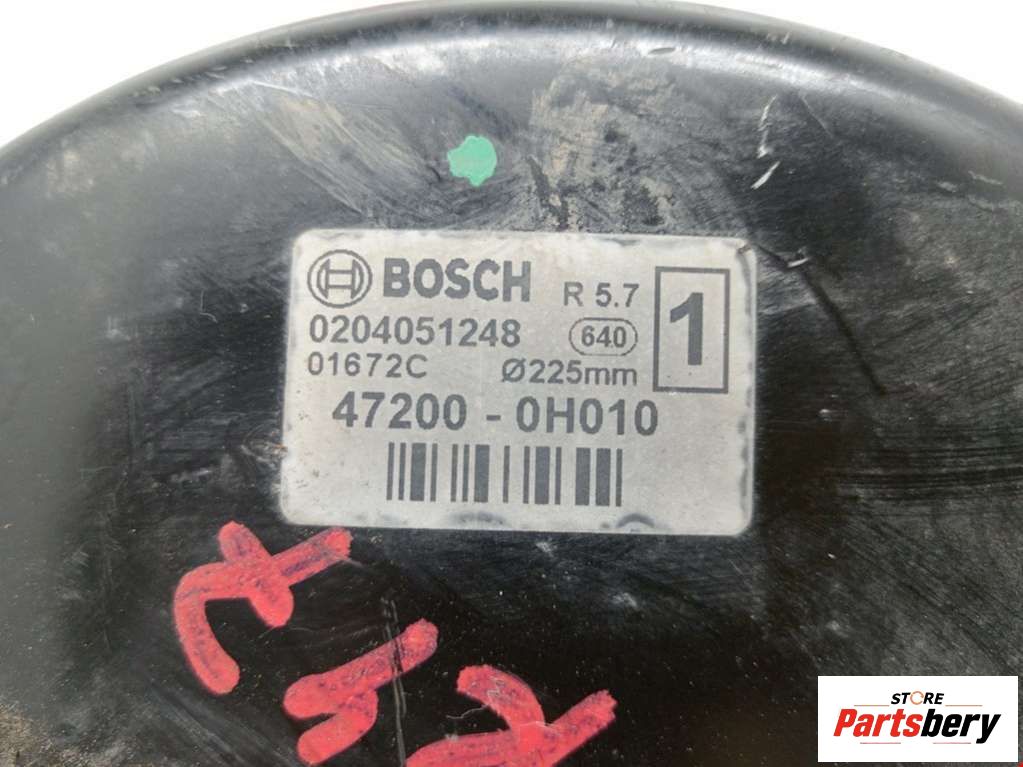 BOSCH R 5.7 1
0204051248 640
01672C Ø225mm
47200 - 0H010
STORE
Partsbery